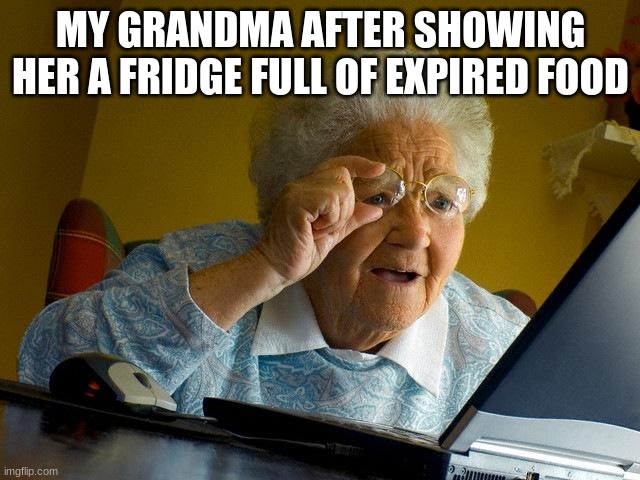 MY GRANDMA AFTER SHOWING
HER A FRIDGE FULL OF EXPIRED FOOD
imgflip.com